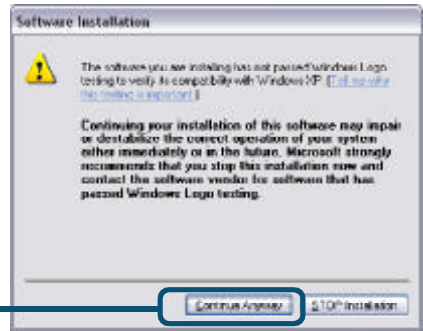 Software Installation
The software you are installing has not passed Windows Logo
testing to verify its compatibility with Windows XP. (Tell me why
this testing is important.)
Continuing your installation of this software may impair
or destabilize the correct operation of your system
either immediately or in the future. Microsoft strongly
recommends that you stop this installation now and
contact the software vendor for software that has
passed Windows Logo testing.
Continue Anyway
STOP Installation